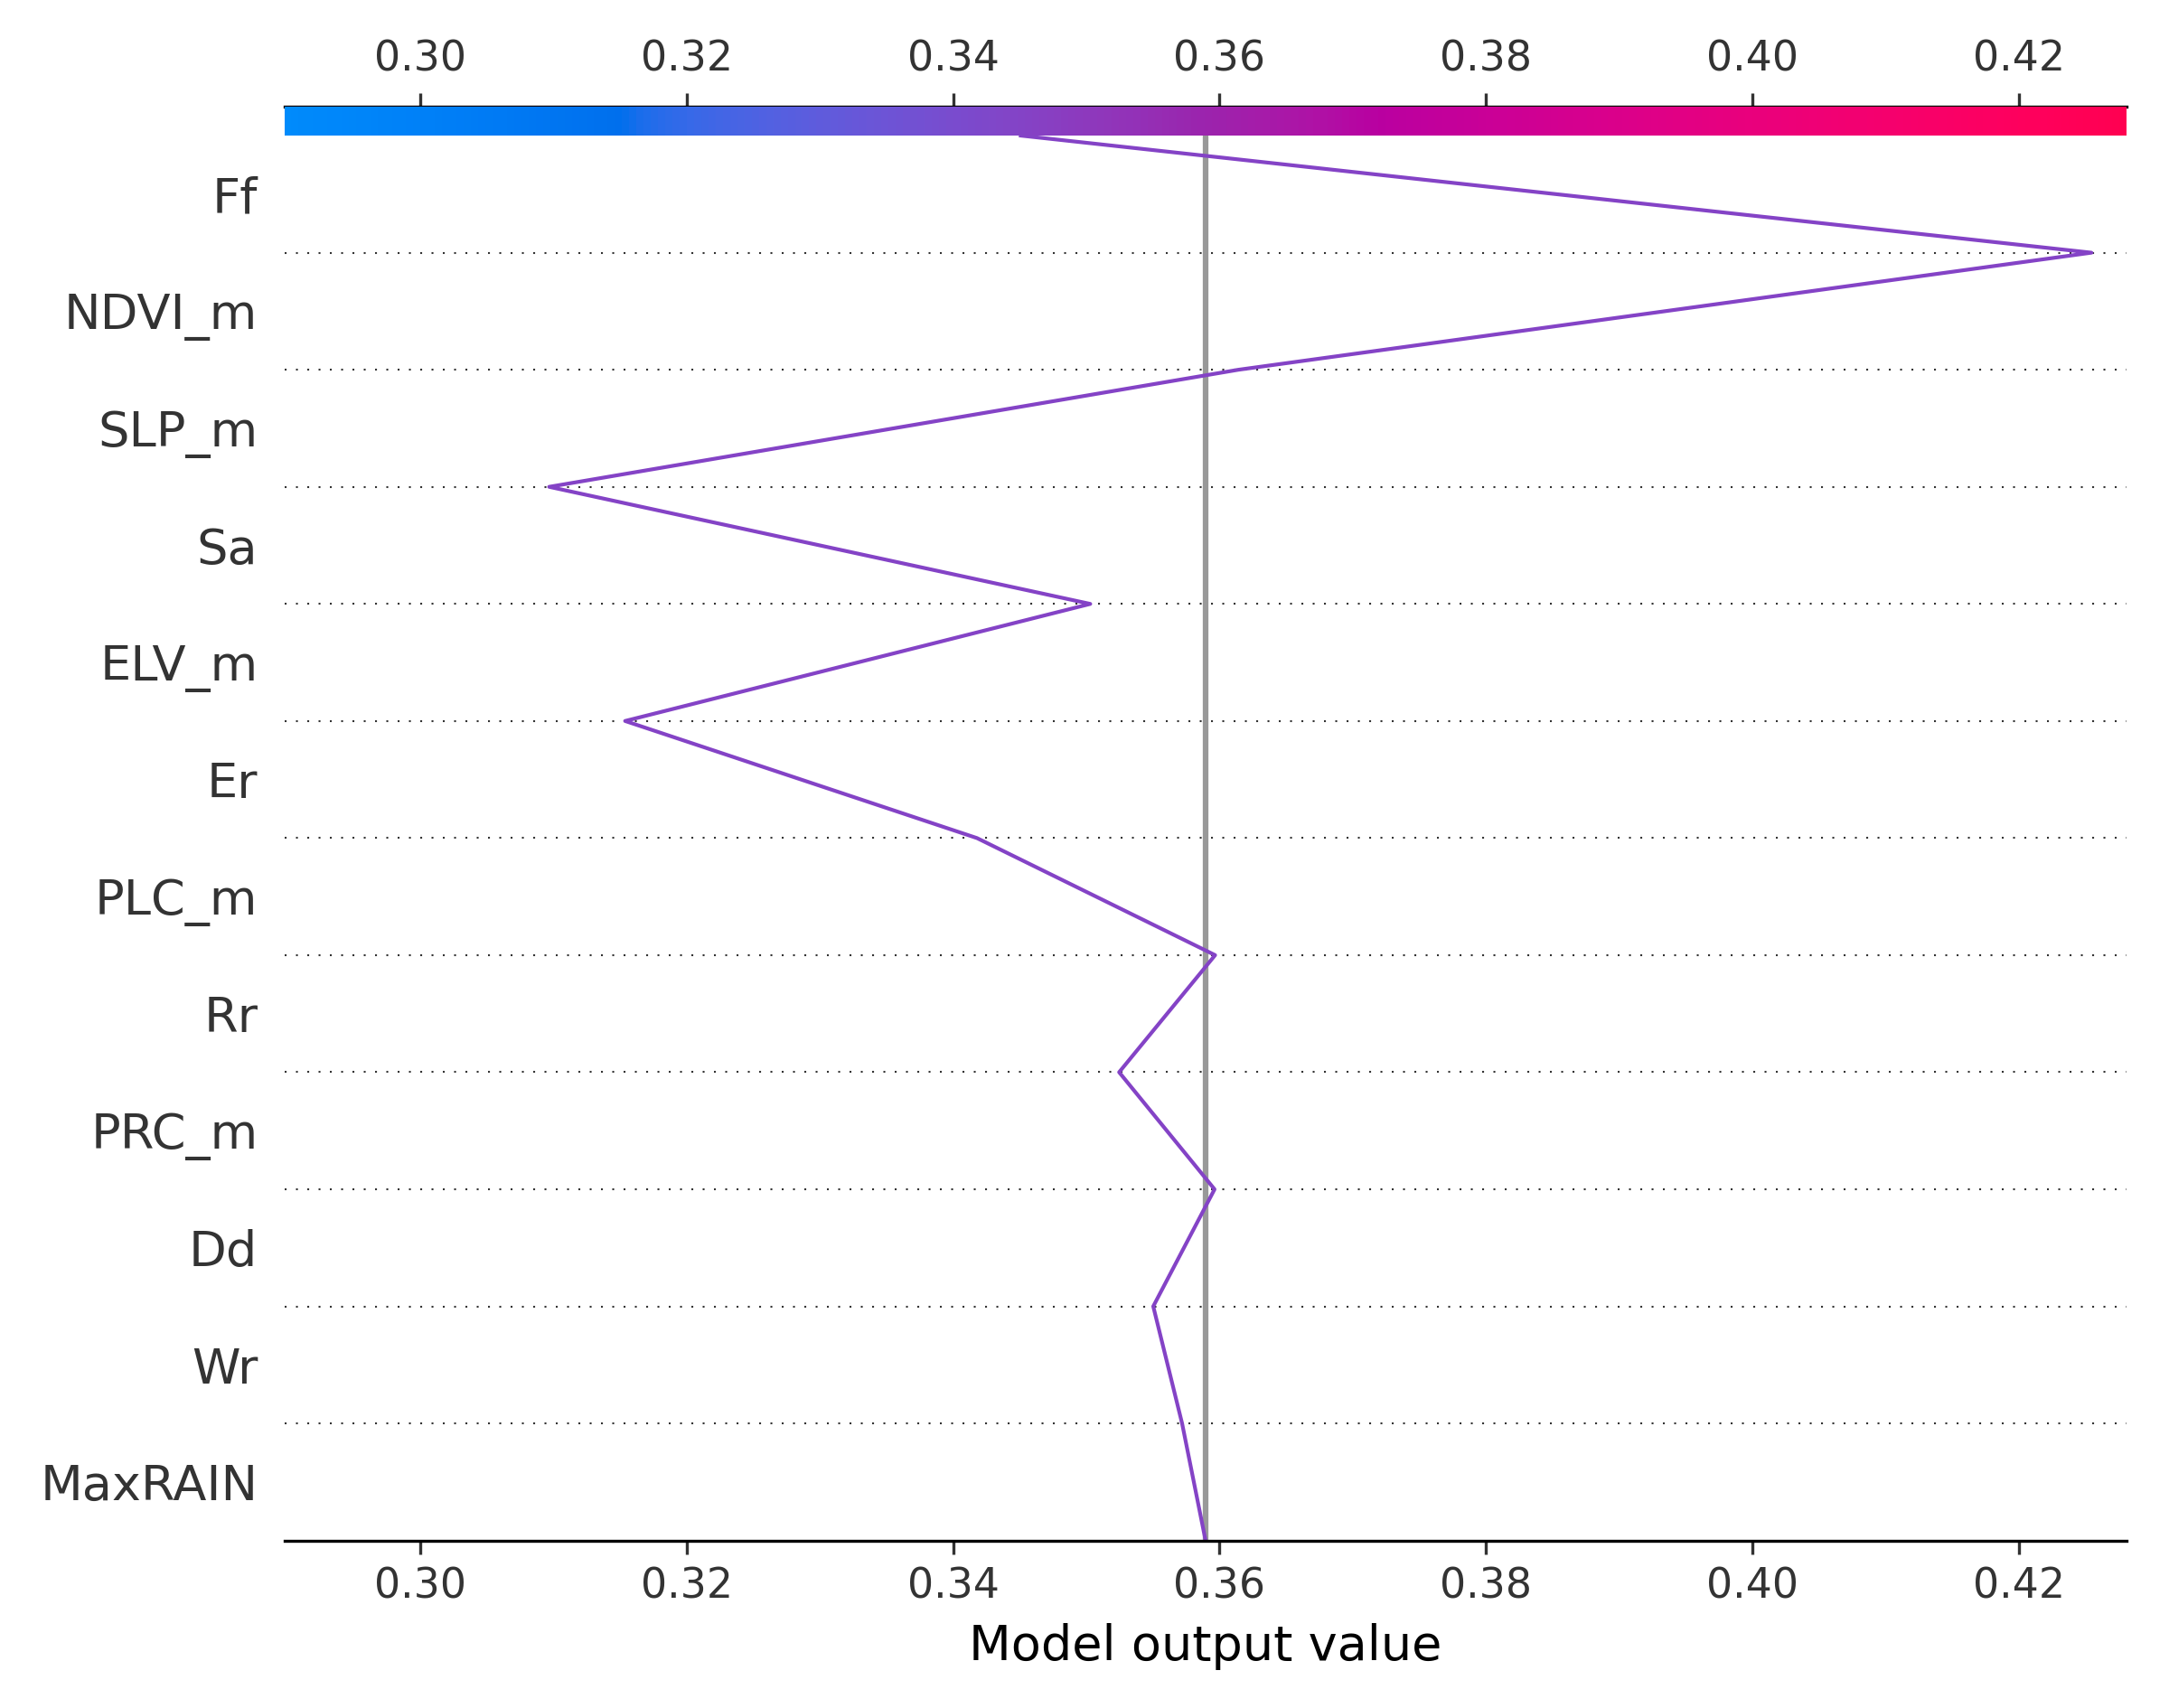 0.30 0.32 0.34 0.36 0.38 0.40 0.42
Ff
NDVI_m
SLP_m
Sa
ELV_m
Er
PLC_m
Rr
PRC_m
Dd
Wr
MaxRAIN
0.30 0.32 0.34 0.36 0.38 0.40 0.42
Model output value